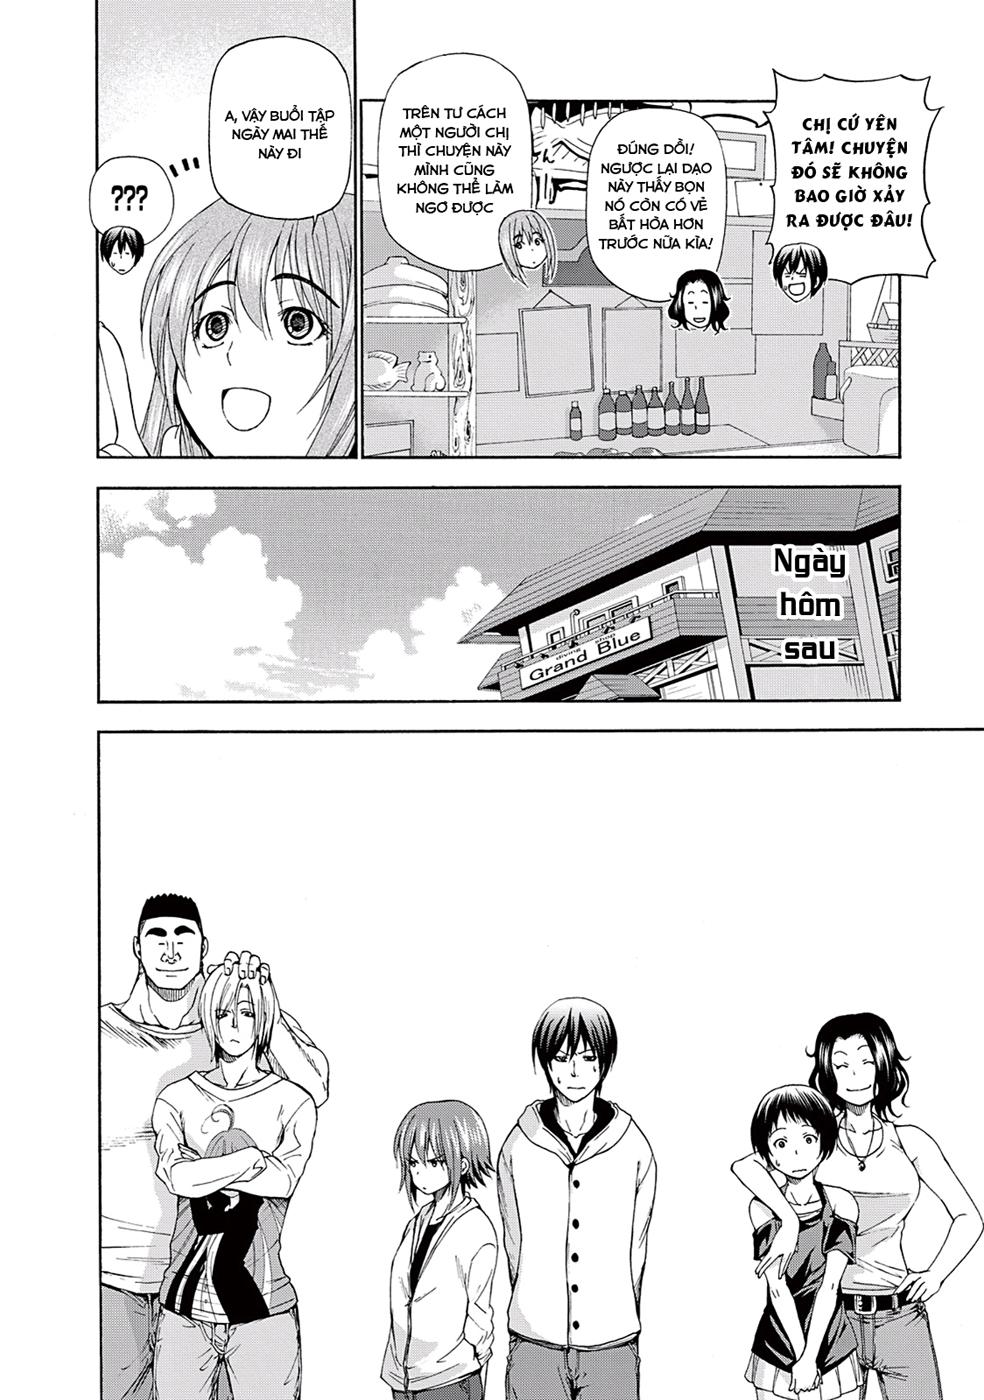 CHỊ CỨ YÊN
TÂM! CHUYỆN
ĐÓ SẼ KHÔNG
BAO GIỜ XẢY
RA ĐƯỢC ĐÂU!
ĐÚNG DỒI!
NGƯỢC LẠI DẠO
NÀY THẤY BỌN
NÓ CÒN CÓ VẺ
BẤT HÒA HƠN
TRƯỚC NỮA KÌA!
TRÊN TƯ CÁCH
MỘT NGƯỜI CHỊ
THÌ CHUYỆN NÀY
MÌNH CŨNG
KHÔNG THỂ LÀM
NGƠ ĐƯỢC
A, VẬY BUỔI TẬP
NGÀY MAI THẾ
NÀY ĐI
???
Ngày
hôm
sau
diving shop
Grand Blue